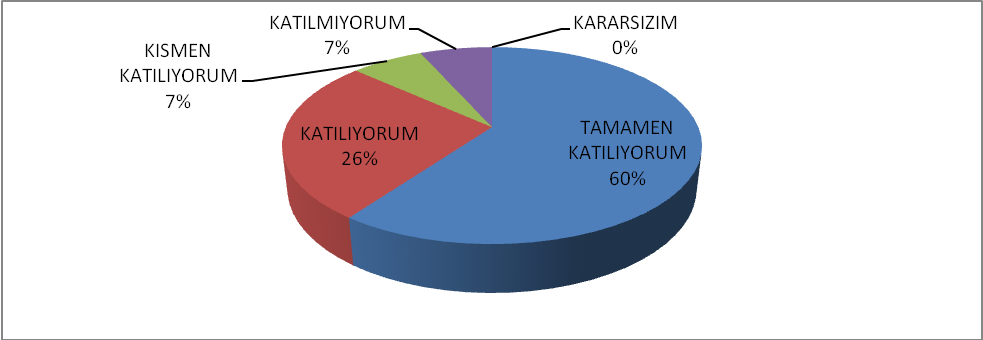 KATILMIYORUM
7%
KARARSIZIM
0%
KISMEN
KATILIYORUM
7%
KATILIYORUM
26%
TAMAMEN
KATILIYORUM
60%